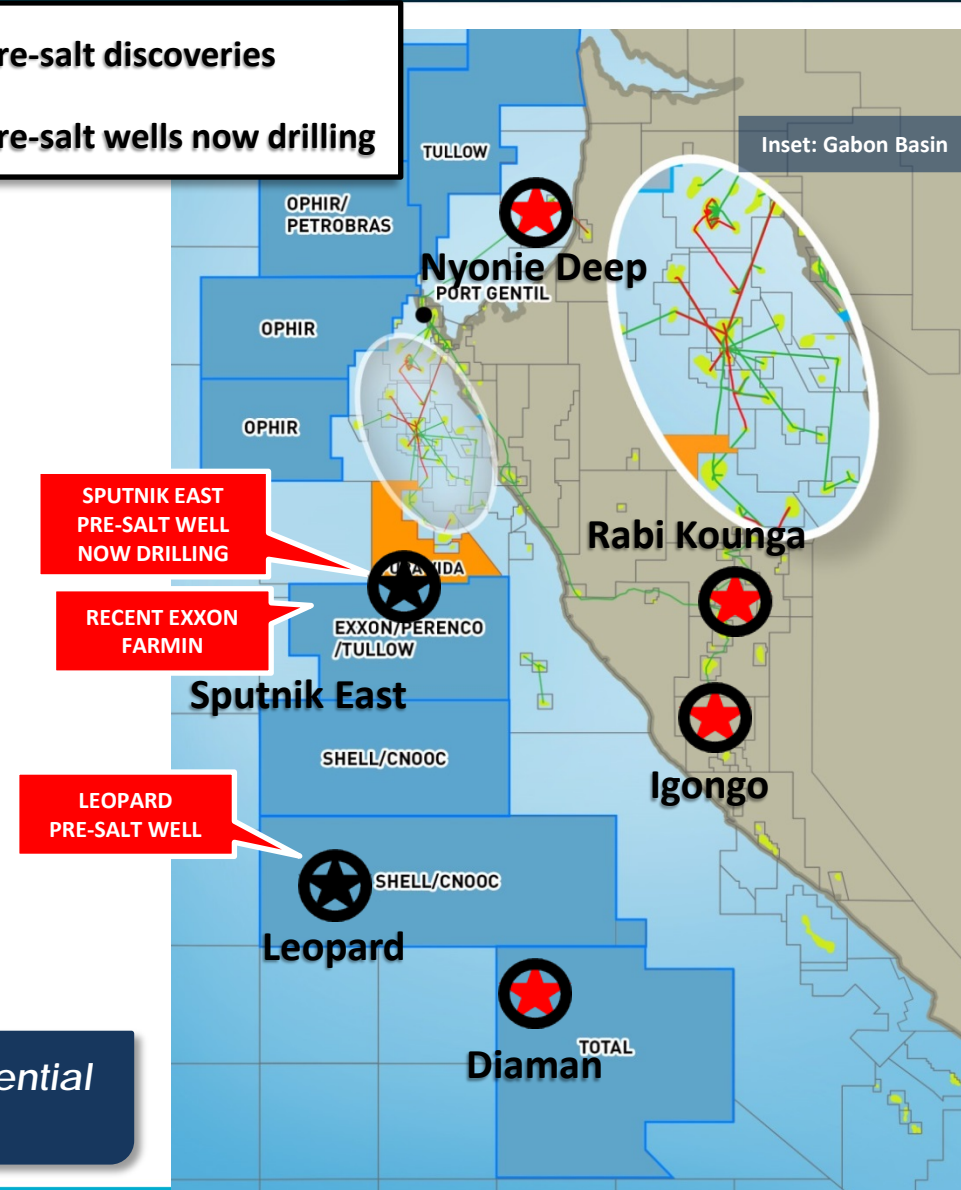 re-salt discoveries
re-salt wells now drilling
Inset: Gabon Basin
TULLOW
OPHIR/
PETROBRAS
Nyonie Deep
PORT GENTIL
OPHIR
OPHIR
SPUTNIK EAST
PRE-SALT WELL
NOW DRILLING
Rabi Kounga
RECENT EXXON
FARMIN
EXXON/PERENCO
/TULLOW
Sputnik East
SHELL/CNOOC
Igongo
LEOPARD
PRE-SALT WELL
SHELL/CNOOC
Leopard
TOTAL
Diaman
ential